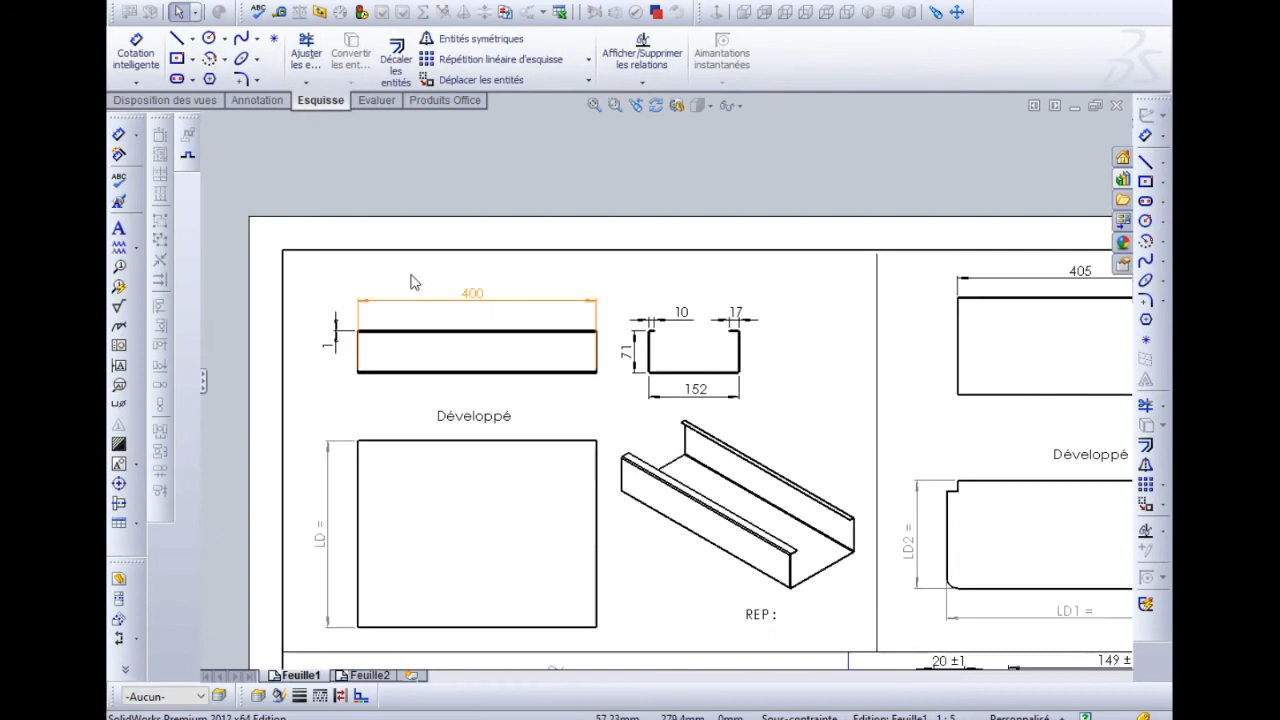 Cotation
intelligente
Ajuster
les e...
Convertir
les ent...
Décaler
les
entités
Entités symétriques
Répétition linéaire d'esquisse
Déplacer les entités
Afficher/Supprimer
les relations
Aimantations
instantanées
Disposition des vues
Annotation
Esquisse
Evaluer
Produits Office
400
1
10
17
71
152
405
Développé
Développé
LD =
LD2 =
LD1 =
REP :
20 ±1
149 ±
Feuille1
Feuille2
-Aucun-
SolidWorks Premium 2012 x64 Edition
57.23mm
279.4mm
0mm
Sous-contrainte
Edition: Feuille1
1 : 5
Personnalisé